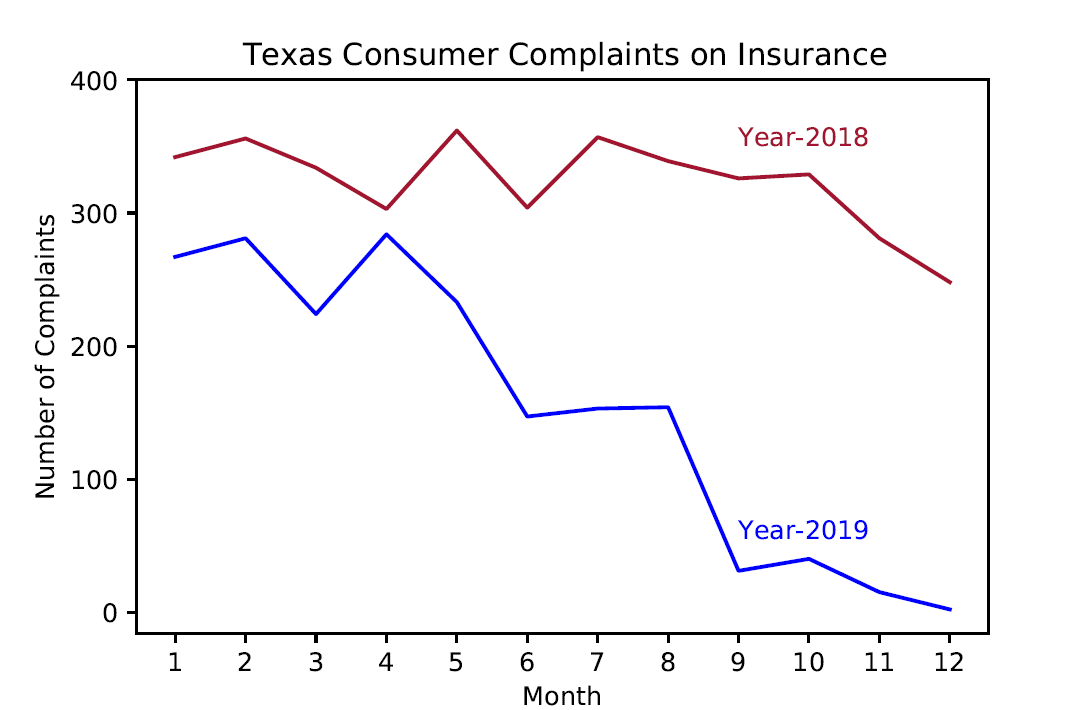 Texas Consumer Complaints on Insurance
400
300
200
100
0
Number of Complaints
Year-2018
Year-2019
1 2 3 4 5 6 7 8 9 10 11 12
Month